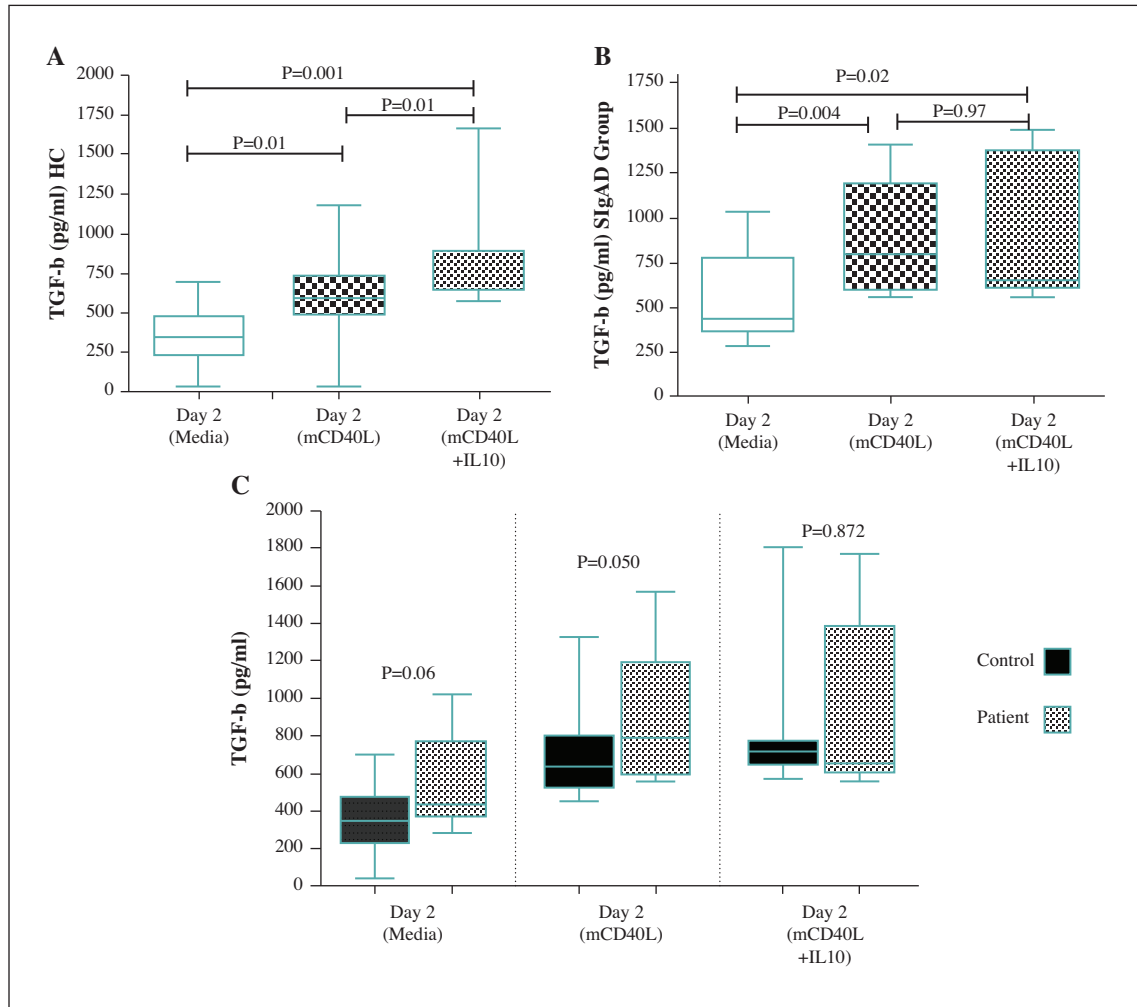 A
TGF-b (pg/ml) HC
2000
1750
1500
1250
1000
750
500
250
0
P=0.001
P=0.01
P=0.01
Day 2
(Media)
Day 2
(mCD40L)
Day 2
(mCD40L
+IL10)
B
TGF-b (pg/ml) SIgAD Group
1750
1500
1250
1000
750
500
250
0
P=0.02
P=0.004
P=0.97
Day 2
(Media)
Day 2
(mCD40L)
Day 2
(mCD40L
+IL10)
C
TGF-b (pg/ml)
2000
1800
1600
1400
1200
1000
800
600
400
200
0
P=0.06
P=0.050
P=0.872
Day 2
(Media)
Day 2
(mCD40L)
Day 2
(mCD40L
+IL10)
Control
Patient